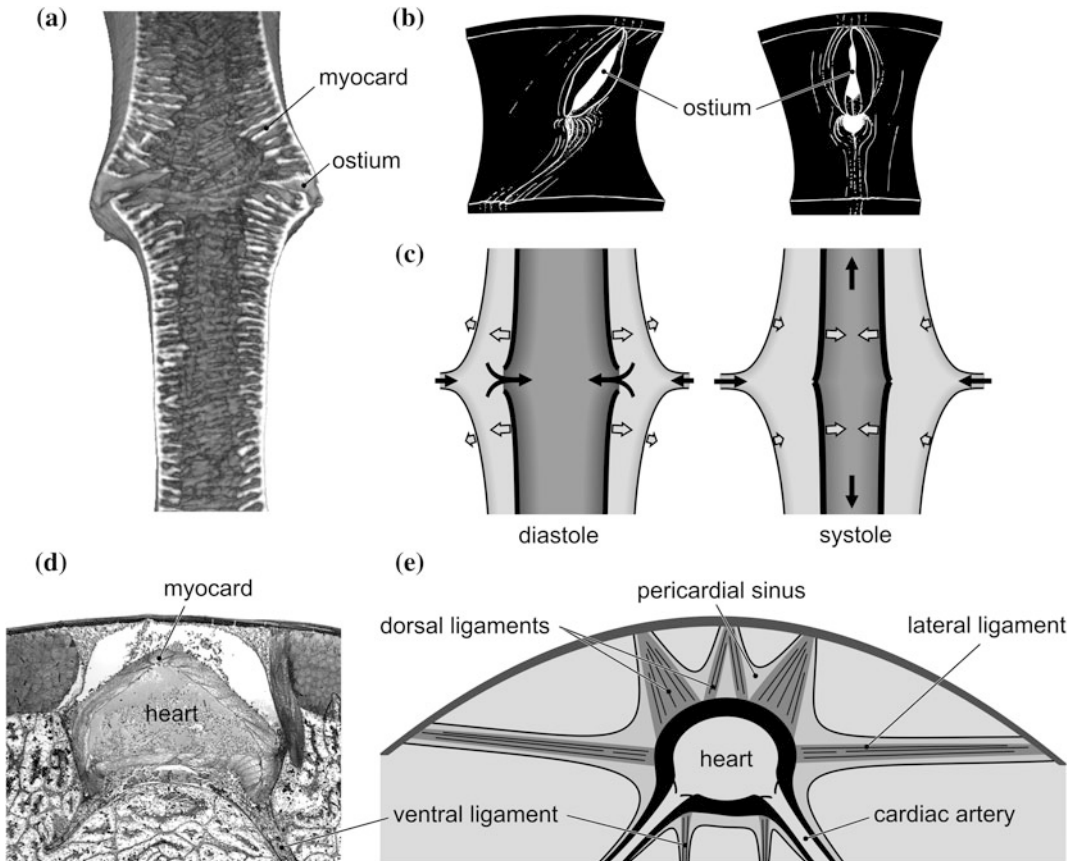 (a)
myocard
ostium
(b)
ostium
(c)
diastole
systole
(d)
myocard
heart
ventral ligament
(e)
pericardial sinus
dorsal ligaments
lateral ligament
heart
cardiac artery